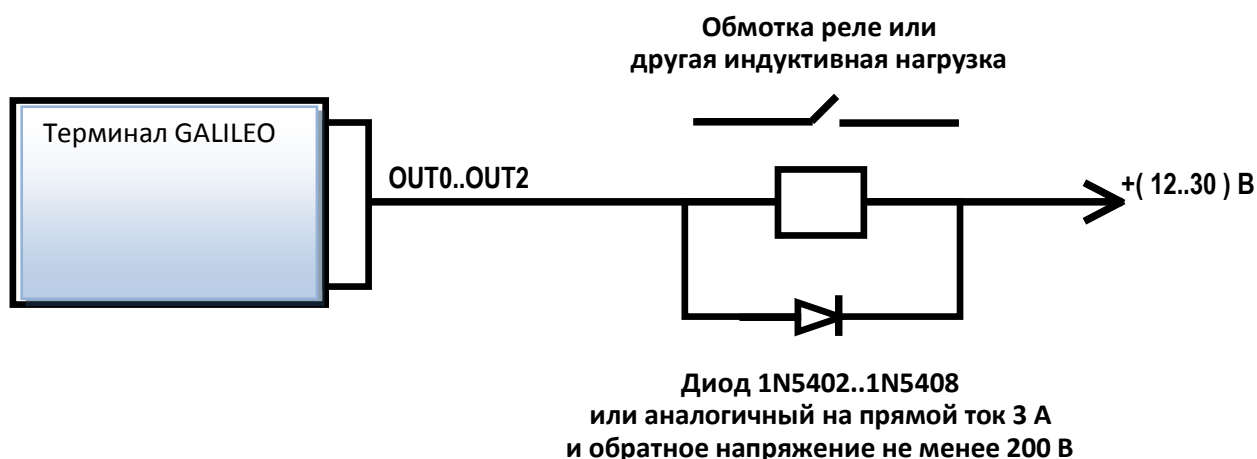 Обмотка реле или
другая индуктивная нагрузка
Терминал GALILEO
OUT0..OUT2
+( 12..30 ) В
Диод 1N5402..1N5408
или аналогичный на прямой ток 3 А
и обратное напряжение не менее 200 В